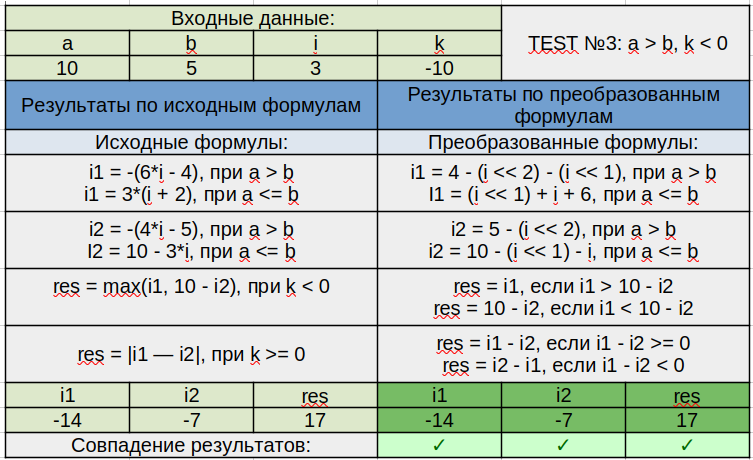 Входные данные:
TEST №3: a > b, k < 0
a b i k
10 5 3 -10
Результаты по исходным формулам
Результаты по преобразованным
формулам
Исходные формулы:
Преобразованные формулы:
i1 = -(6*i - 4), при a > b
i1 = 3*(i + 2), при a <= b
i1 = 4 - (i << 2) - (i << 1), при a > b
I1 = (i << 1) + i + 6, при a <= b
i2 = -(4*i - 5), при a > b
I2 = 10 - 3*i, при a <= b
i2 = 5 - (i << 2), при a > b
i2 = 10 - (i << 1) - i, при a <= b
res = max(i1, 10 - i2), при k < 0
res = i1, если i1 > 10 - i2
res = 10 - i2, если i1 < 10 - i2
res = |i1 — i2|, при k >= 0
res = i1 - i2, если i1 - i2 >= 0
res = i2 - i1, если i1 - i2 < 0
i1 i2 res i1 i2 res
-14 -7 17 -14 -7 17
Совпадение результатов: ✓ ✓ ✓